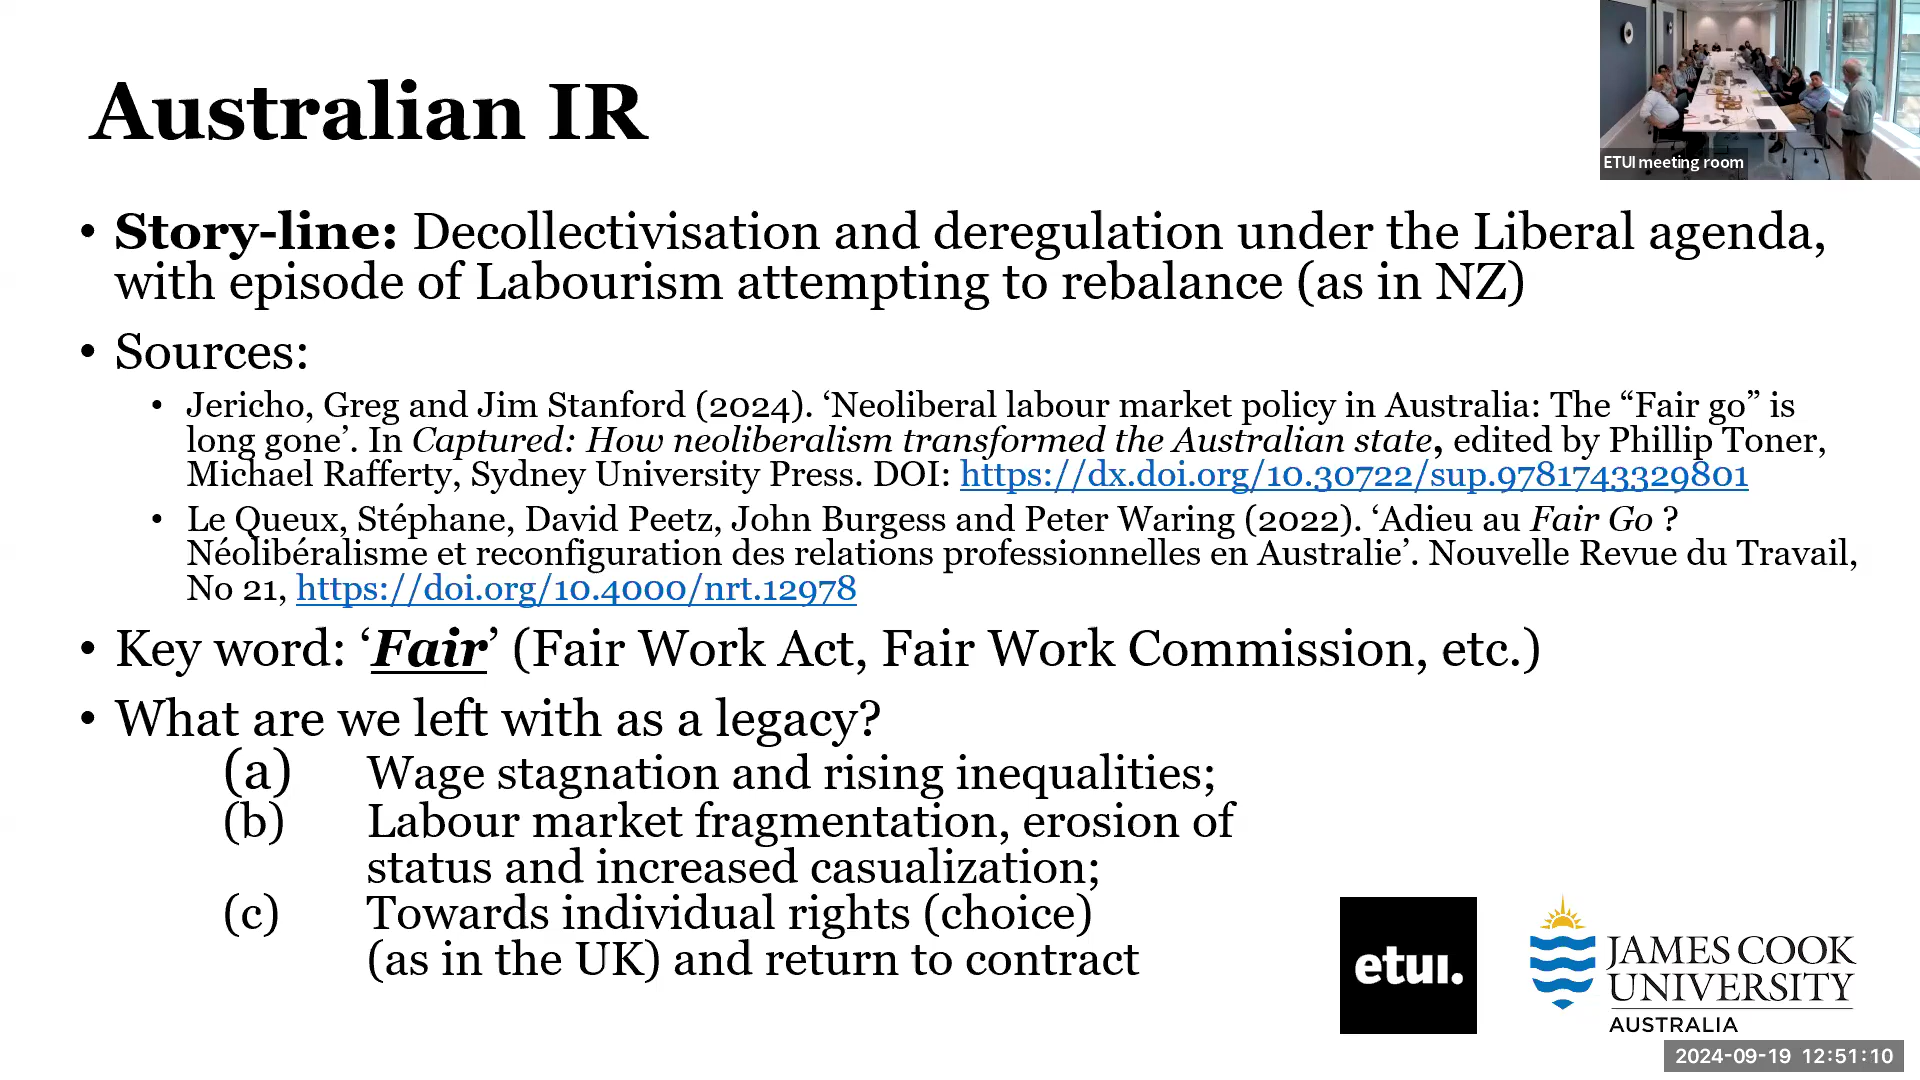 Australian IR
ETUI meeting room
• Story-line: Decollectivisation and deregulation under the Liberal agenda,
with episode of Labourism attempting to rebalance (as in NZ)
• Sources:
• Jericho, Greg and Jim Stanford (2024). ‘Neoliberal labour market policy in Australia: The “Fair go” is
long gone’. In Captured: How neoliberalism transformed the Australian state, edited by Phillip Toner,
Michael Rafferty, Sydney University Press. DOI: https://dx.doi.org/10.30722/sup.9781743329801
• Le Queux, Stéphane, David Peetz, John Burgess and Peter Waring (2022). ‘Adieu au Fair Go ?
Néolibéralisme et reconfiguration des relations professionnelles en Australie’. Nouvelle Revue du Travail,
No 21, https://doi.org/10.4000/nrt.12978
• Key word: ‘Fair’ (Fair Work Act, Fair Work Commission, etc.)
• What are we left with as a legacy?
(a) Wage stagnation and rising inequalities;
(b) Labour market fragmentation, erosion of
status and increased casualization;
(c) Towards individual rights (choice)
(as in the UK) and return to contract
etui.
JAMES COOK
UNIVERSITY
AUSTRALIA
2024-09-19 12:51:10